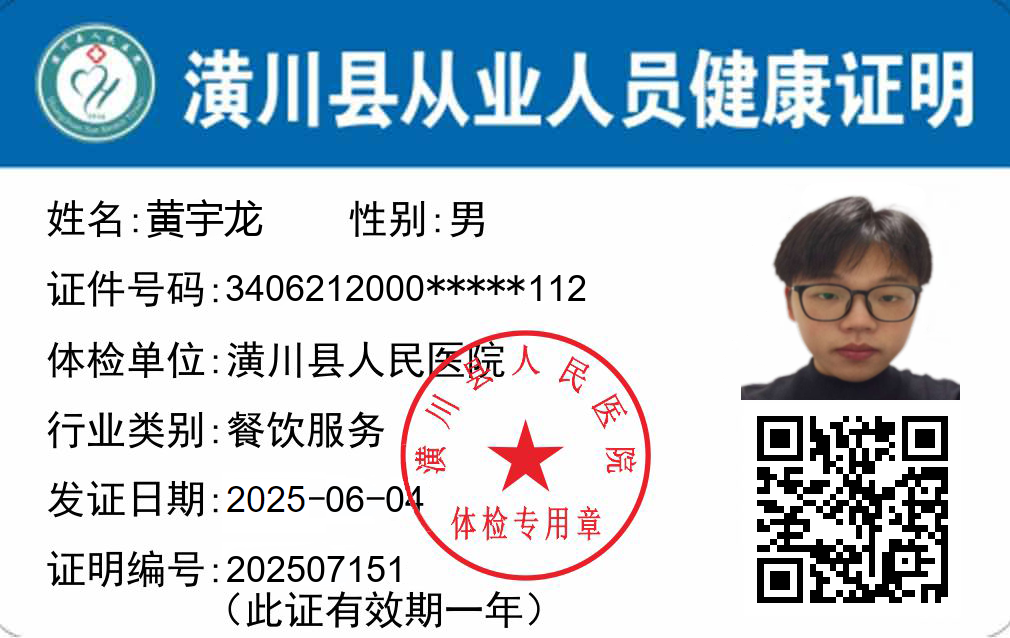 潢川县从业人员健康证明
姓名:黄宇龙 性别:男
证件号码:3406212000*****112
体检单位:潢川县人民医院
行业类别:餐饮服务
发证日期:2025-06-04
证明编号:202507151
（此证有效期一年）
潢川县人民医院
体检专用章